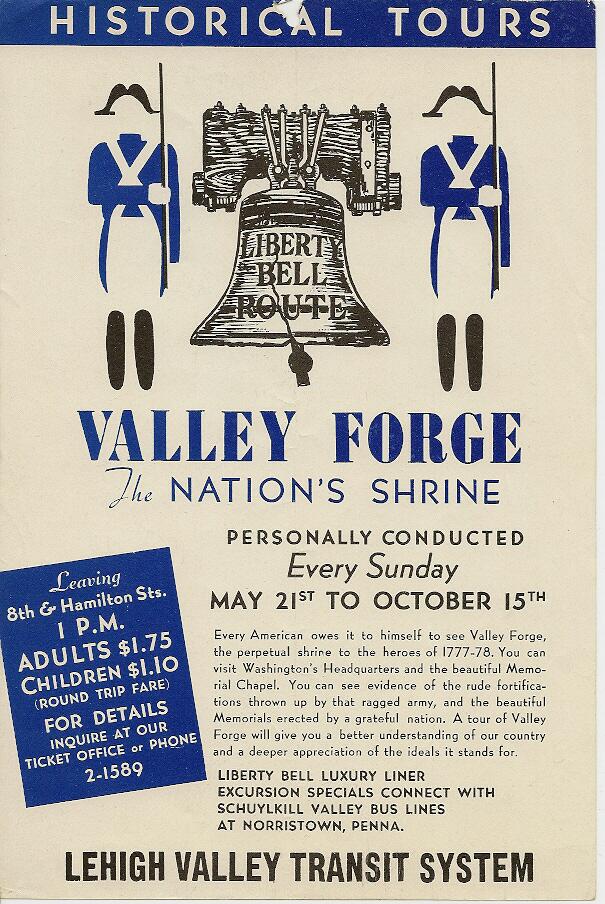 HISTORICAL TOURS
LIBERTY
BELL
ROUTE
VALLEY FORGE
The NATION'S SHRINE
PERSONALLY CONDUCTED
Every Sunday
MAY 21ST TO OCTOBER 15TH
Leaving
8th & Hamilton Sts.
1 P.M.
ADULTS $1.75
CHILDREN $1.10
(ROUND TRIP FARE)
FOR DETAILS
INQUIRE AT OUR
TICKET OFFICE or PHONE
2-1589
Every American owes it to himself to see Valley Forge,
the perpetual shrine to the heroes of 1777-78. You can
visit Washington's Headquarters and the beautiful Memo-
rial Chapel. You can see evidence of the rude fortifica-
tions thrown up by that ragged army, and the beautiful
Memorials erected by a grateful nation. A tour of Valley
Forge will give you a better understanding of our country
and a deeper appreciation of the ideals it stands for.
LIBERTY BELL LUXURY LINER
EXCURSION SPECIALS CONNECT WITH
SCHUYLKILL VALLEY BUS LINES
AT NORRISTOWN, PENNA.
LEHIGH VALLEY TRANSIT SYSTEM